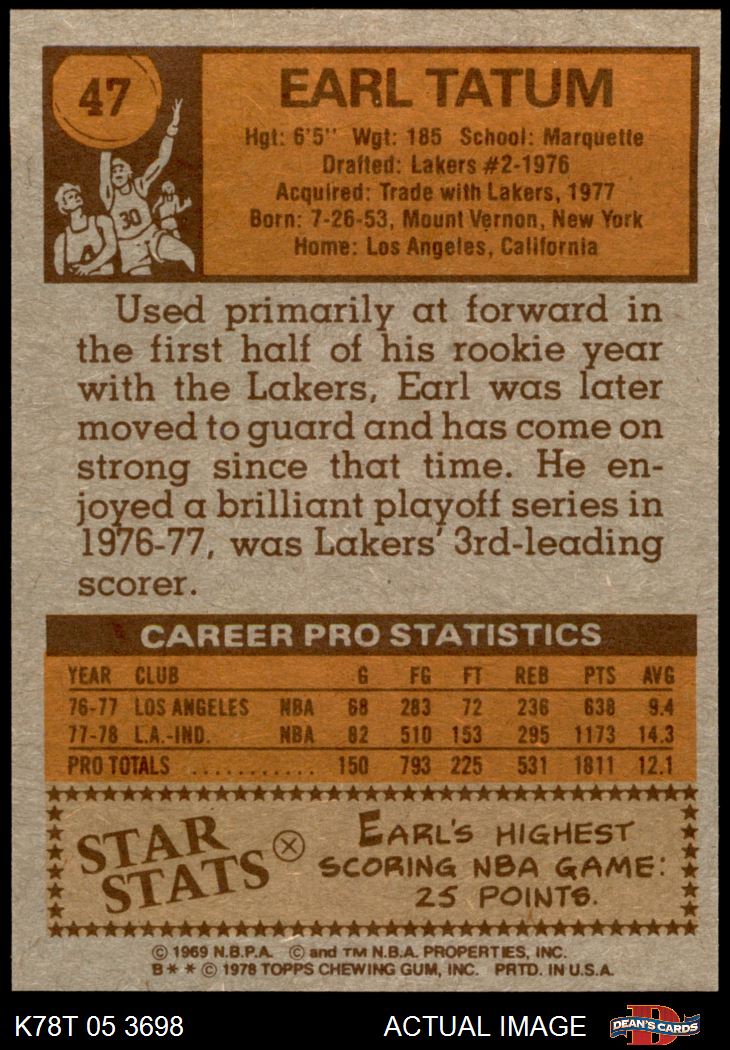 47
30
EARL TATUM
Hgt: 6'5" Wgt: 185 School: Marquette
Drafted: Lakers #2-1976
Acquired: Trade with Lakers, 1977
Born: 7-26-53, Mount Vernon, New York
Home: Los Angeles, California
Used primarily at forward in
the first half of his rookie year
with the Lakers, Earl was later
moved to guard and has come on
strong since that time. He en-
joyed a brilliant playoff series in
1976-77, was Lakers' 3rd-leading
scorer.
CAREER PRO STATISTICS
YEAR CLUB G FG FT REB PTS AVG
76-77 LOS ANGELES NBA 68 283 72 236 638 9.4
77-78 L.A.-IND. NBA 82 510 153 295 1173 14.3
PRO TOTALS ............ 150 793 225 531 1811 12.1
STAR
STATS
EARL'S HIGHEST
SCORING NBA GAME:
25 POINTS.
© 1969 N.B.P.A. © and TM N.B.A. PROPERTIES, INC.
B** © 1978 TOPPS CHEWING GUM, INC. PRTD. IN U.S.A.
K78T 05 3698 ACTUAL IMAGE
D
DEAN'S CARDS